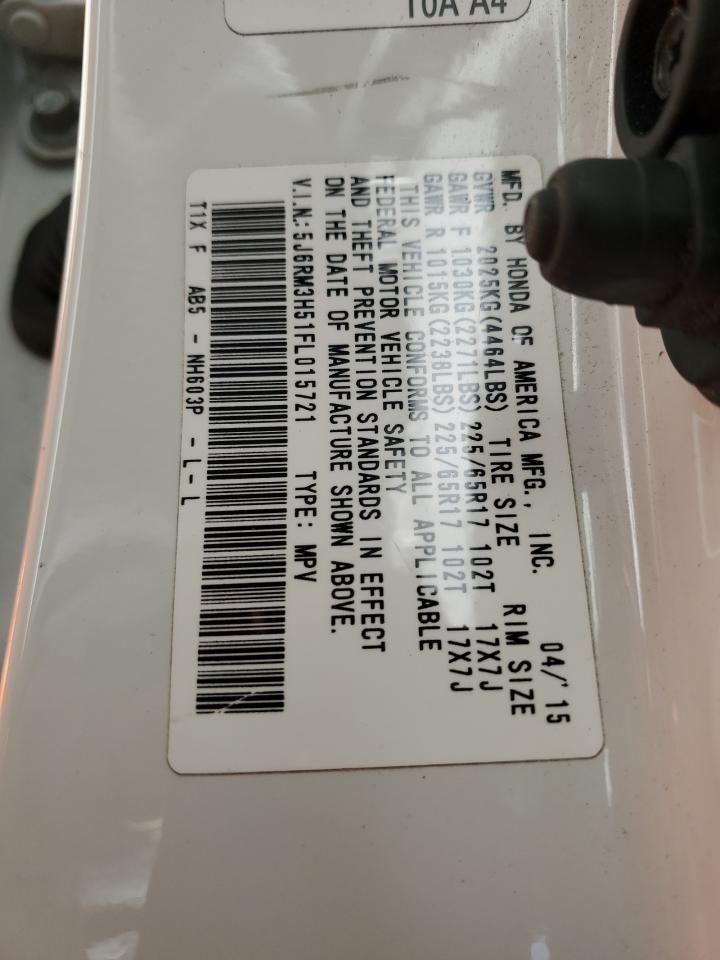 10A A4
MFD. BY HONDA OF AMERICA MFG., INC. 04/'15
GVWR 2025KG(4464LBS) TIRE SIZE RIM SIZE
GAWR F 1030KG(2271LBS) 225/65R17 102T 17X7J
GAWR R 1015KG(2238LBS) 225/65R17 102T 17X7J
THIS VEHICLE CONFORMS TO ALL APPLICABLE
FEDERAL MOTOR VEHICLE SAFETY
AND THEFT PREVENTION STANDARDS IN EFFECT
ON THE DATE OF MANUFACTURE SHOWN ABOVE.
V.I.N.:5J6RM3H51FL015721 TYPE: MPV
T1X F AB5 - NH603P - L-L